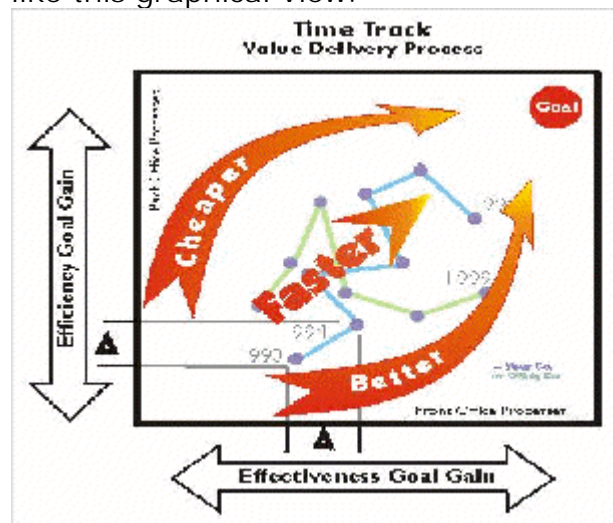 like this graphical view:
Time Track
Value Delivery Process
Goal
Cheaper
Faster
Better
1999
991
990
Efficiency Goal Gain
Front Office Processes
Effectiveness Goal Gain